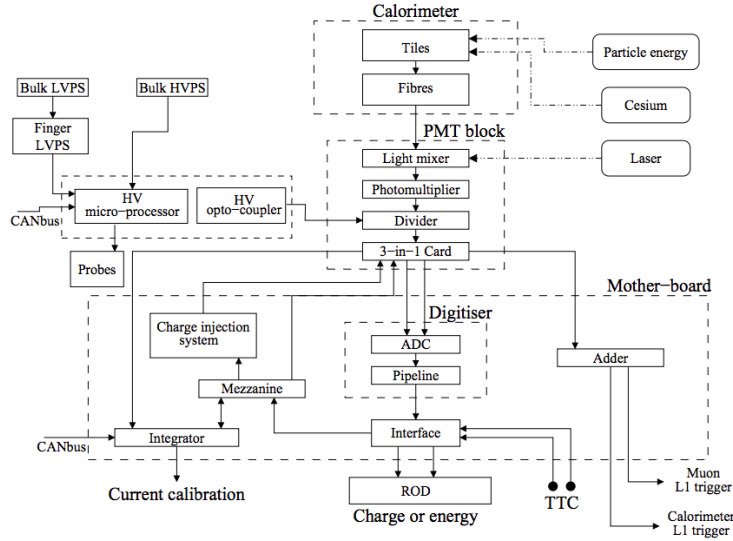 Calorimeter
Tiles
Particle energy
Bulk LVPS
Bulk HVPS
Fibres
Cesium
Finger
LVPS
PMT block
Light mixer
Laser
HV
micro−processor
HV
opto−coupler
Photomultiplier
CANbus
Divider
3−in−1 Card
Probes
Mother−board
Digitiser
Charge injection
system
ADC
Adder
Pipeline
Mezzanine
CANbus
Integrator
Interface
Muon
L1 trigger
Current calibration
ROD
TTC
Charge or energy
Calorimeter
L1 trigger